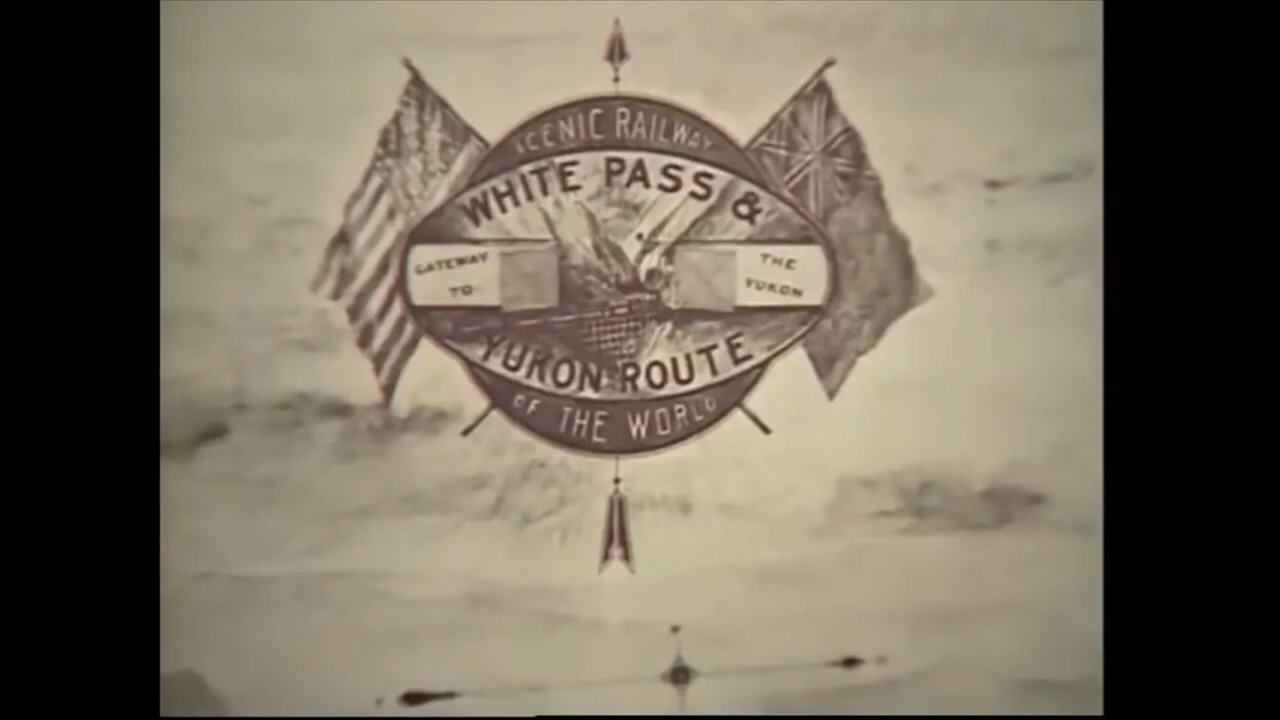 SCENIC RAILWAY
WHITE PASS &
GATEWAY
TO
THE
YUKON
YUKON ROUTE
OF THE WORLD